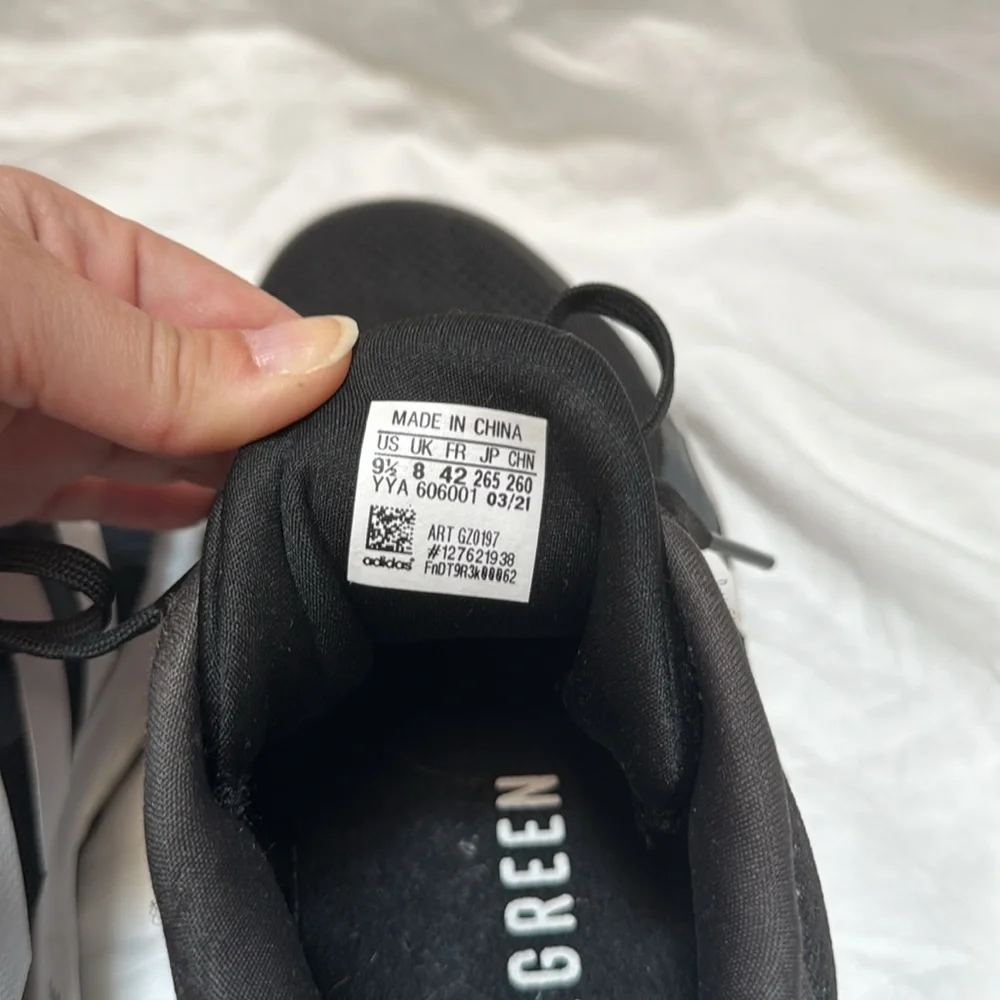 MADE IN CHINA
US UK FR JP CHN
9½ 8 42 265 260
YYA 606001 03/21
ART GZ0197
#127621938
adidas
FnDT9R3k00062
GREEN